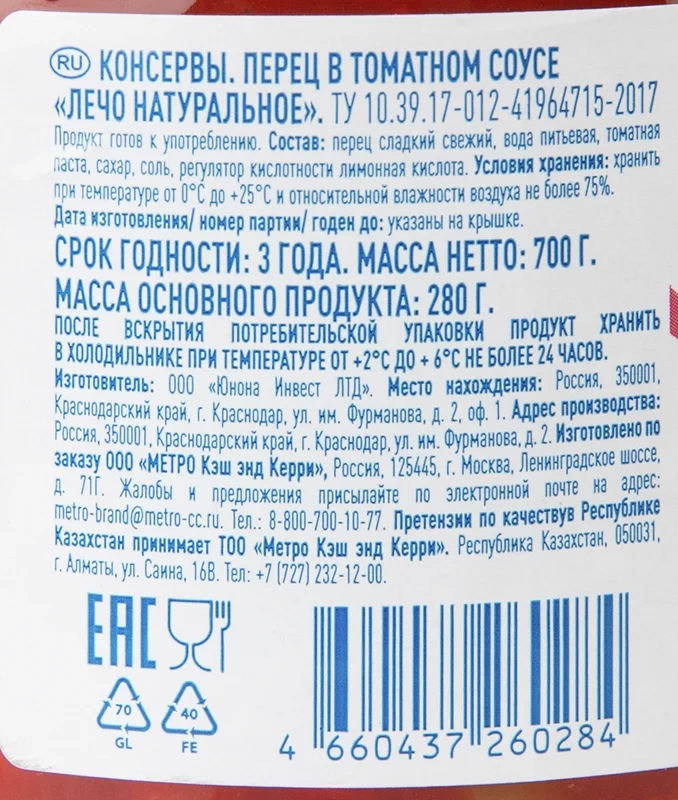 RU КОНСЕРВЫ. ПЕРЕЦ В ТОМАТНОМ СОУСЕ
«ЛЕЧО НАТУРАЛЬНОЕ». ТУ 10.39.17-012-41964715-2017
Продукт готов к употреблению. Состав: перец сладкий свежий, вода питьевая, томатная
паста, сахар, соль, регулятор кислотности лимонная кислота. Условия хранения: хранить
при температуре от 0°С до +25°С и относительной влажности воздуха не более 75%.
Дата изготовления/ номер партии/ годен до: указаны на крышке.
СРОК ГОДНОСТИ: 3 ГОДА. МАССА НЕТТО: 700 Г.
МАССА ОСНОВНОГО ПРОДУКТА: 280 Г.
ПОСЛЕ ВСКРЫТИЯ ПОТРЕБИТЕЛЬСКОЙ УПАКОВКИ ПРОДУКТ ХРАНИТЬ
В ХОЛОДИЛЬНИКЕ ПРИ ТЕМПЕРАТУРЕ ОТ +2°С ДО + 6°С НЕ БОЛЕЕ 24 ЧАСОВ.
Изготовитель: ООО «Юнона Инвест ЛТД». Место нахождения: Россия, 350001,
Краснодарский край, г. Краснодар, ул. им. Фурманова, д. 2, оф. 1. Адрес производства:
Россия, 350001, Краснодарский край, г. Краснодар, ул. им. Фурманова, д. 2. Изготовлено по
заказу ООО «МЕТРО Кэш энд Керри», Россия, 125445, г. Москва, Ленинградское шоссе,
д. 71Г. Жалобы и предложения присылайте по электронной почте на адрес:
metro-brand@metro-cc.ru. Тел.: 8-800-700-10-77. Претензии по качествув Республике
Казахстан принимает ТОО «Метро Кэш энд Керри». Республика Казахстан, 050031,
г. Алматы, ул. Саина, 16В. Тел: +7 (727) 232-12-00.
ЕАС
70 40
GL FE
4 660437 260284